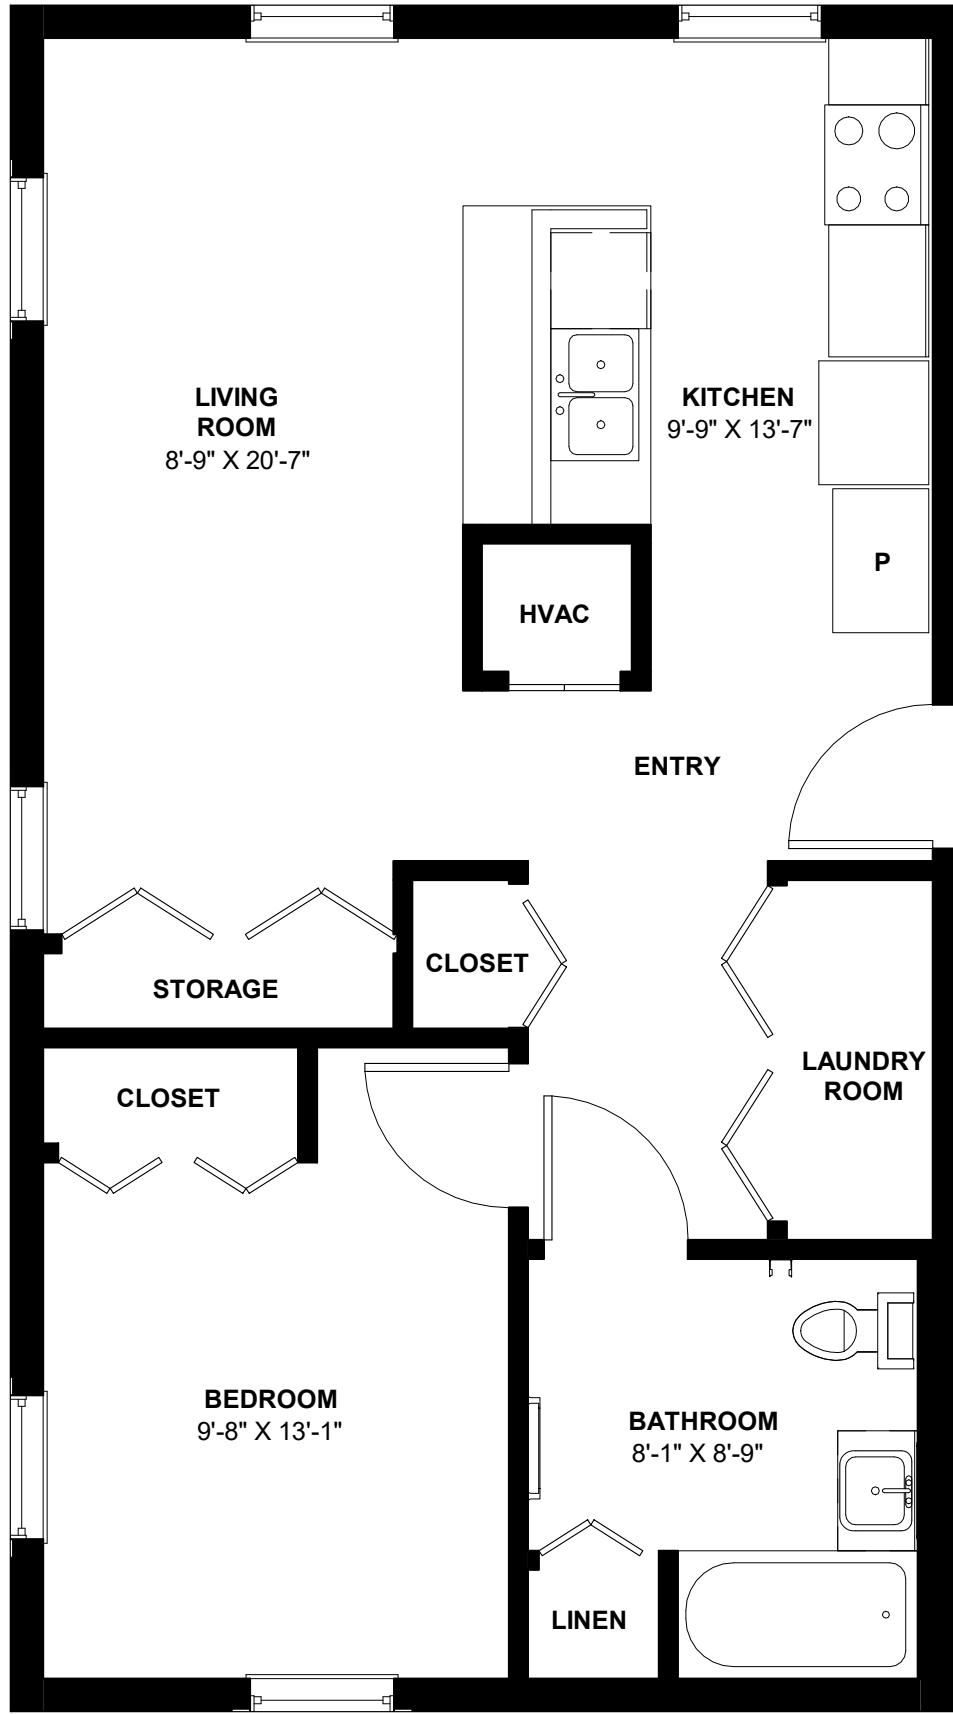 LIVING
ROOM
8'-9" X 20'-7"
KITCHEN
9'-9" X 13'-7"
P
HVAC
ENTRY
CLOSET
STORAGE
LAUNDRY
ROOM
CLOSET
BEDROOM
9'-8" X 13'-1"
BATHROOM
8'-1" X 8'-9"
LINEN